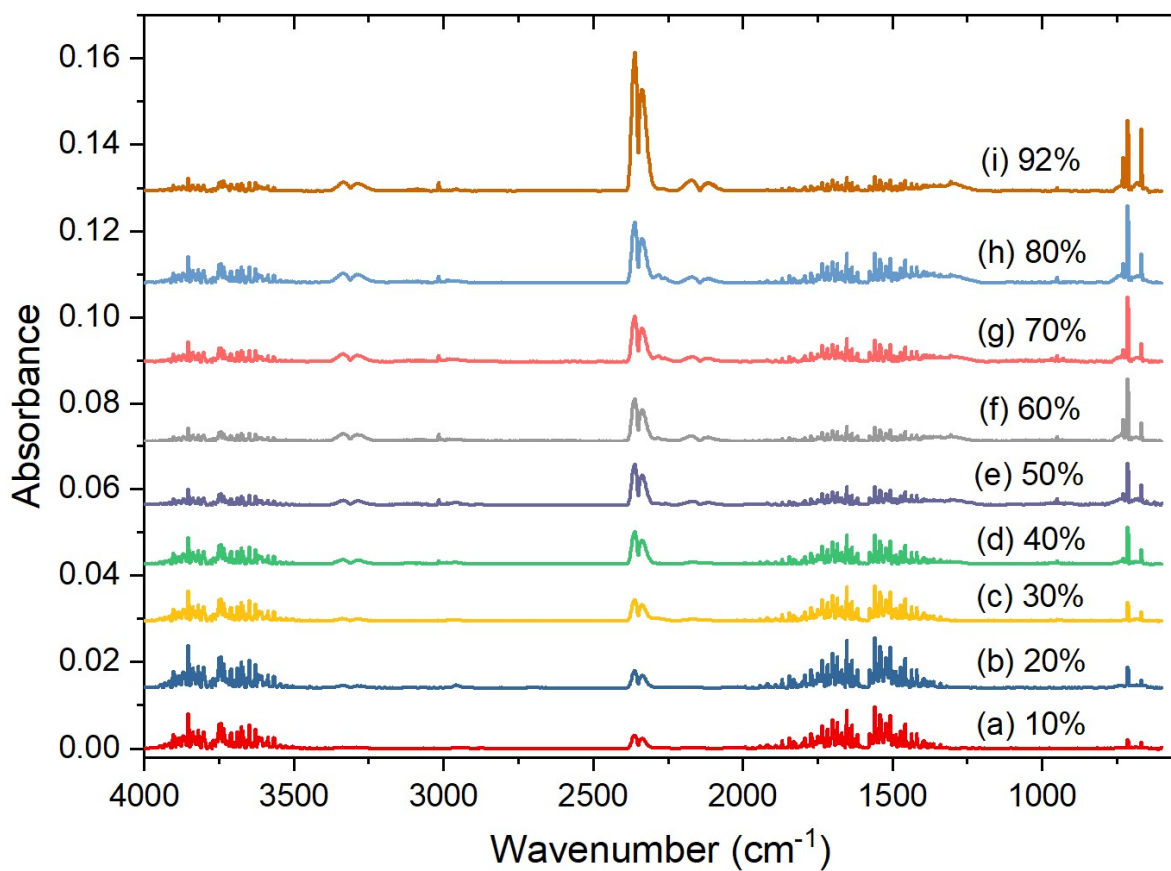 0.16
0.14
0.12
0.10
0.08
0.06
0.04
0.02
0.00
Absorbance
(i) 92%
(h) 80%
(g) 70%
(f) 60%
(e) 50%
(d) 40%
(c) 30%
(b) 20%
(a) 10%
4000 3500 3000 2500 2000 1500 1000
Wavenumber (cm⁻¹)